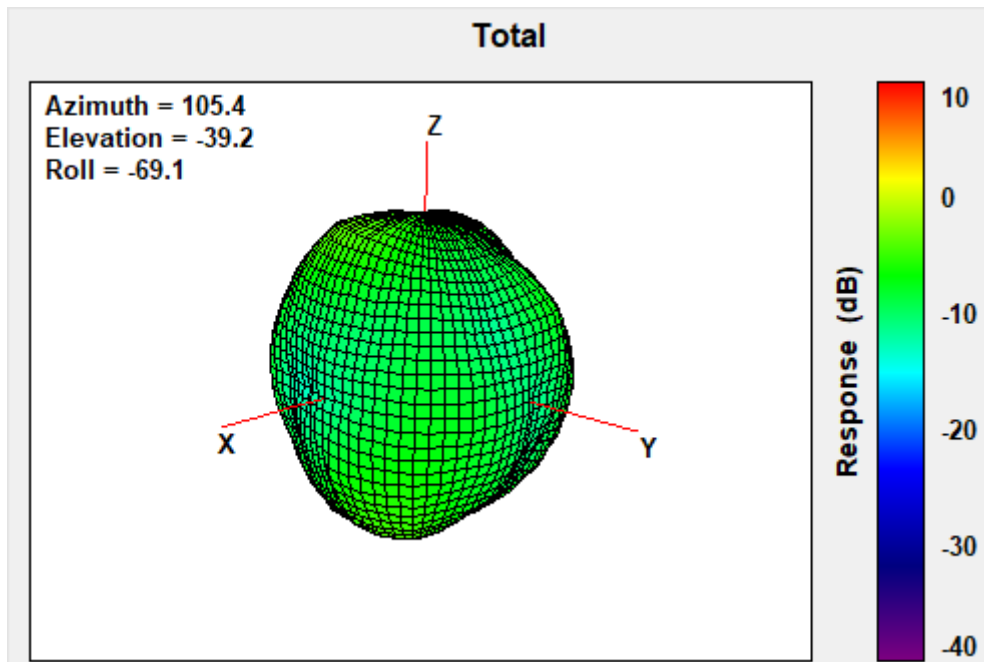 Total
Azimuth = 105.4
Elevation = -39.2
Roll = -69.1
Z
X
Y
Response (dB)
10
0
-10
-20
-30
-40